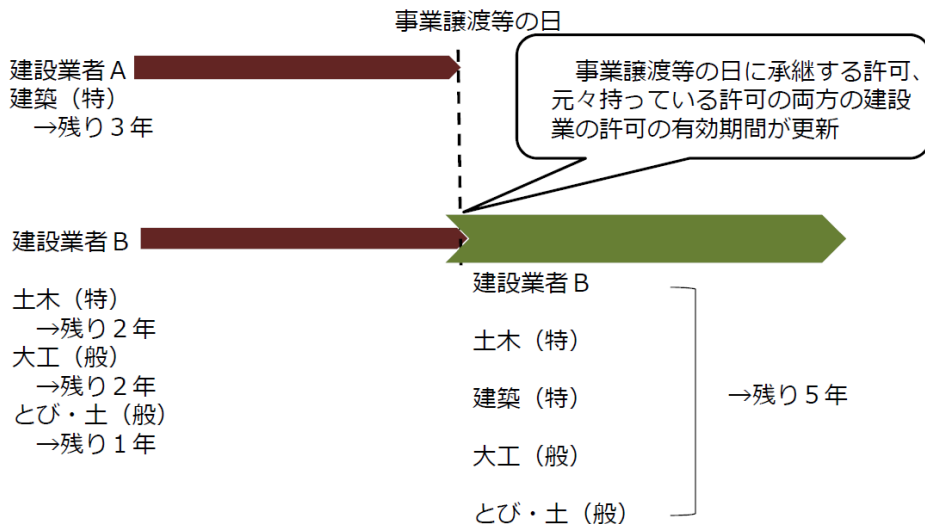 事業譲渡等の日
事業譲渡等の日に承継する許可、
元々持っている許可の両方の建設
業の許可の有効期間が更新
建設業者Ａ
建築（特）
→残り３年
建設業者Ｂ
土木（特）
→残り２年
大工（般）
→残り２年
とび・土（般）
→残り１年
建設業者Ｂ
土木（特）
建築（特）
大工（般）
とび・土（般）
→残り５年